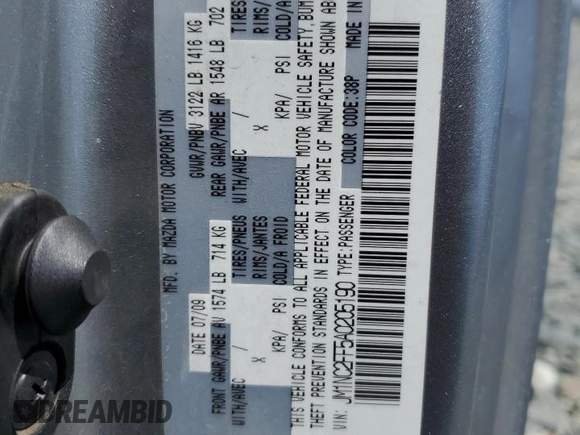 MFD. BY MAZDA MOTOR CORPORATION
DATE 07/09 GVWR/PNBV 3122 LB 1416 KG
FRONT GAWR/PNBE AV 1574 LB 714 KG REAR GAWR/PNBE AR 1548 LB 702
WITH/AVEC TIRES/PNEUS WITH/AVEC TIRES
X RIMS/JANTES X RIMS/
KPA/ PSI COLD/A FROID KPA/ PSI COLD/A
THIS VEHICLE CONFORMS TO ALL APPLICABLE FEDERAL MOTOR VEHICLE SAFETY, BUM
THEFT PREVENTION STANDARDS IN EFFECT ON THE DATE OF MANUFACTURE SHOWN AB
VIN: JM1NC2FF5A0205190 TYPE:PASSENGER COLOR CODE:38P MADE IN
RIDESAFELY